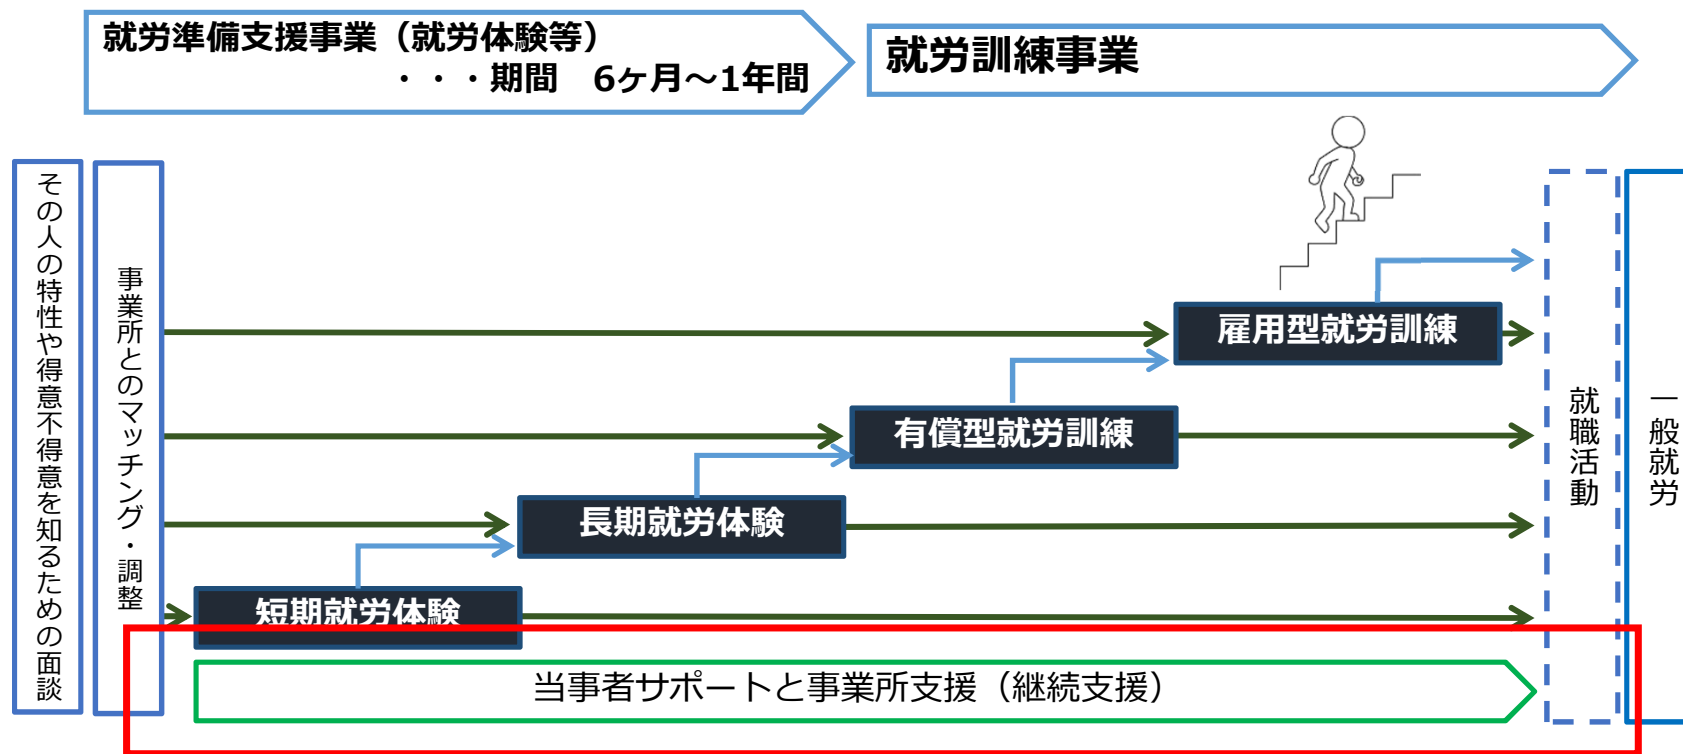 就労準備支援事業（就労体験等）
・・・期間　6ヶ月～1年間
就労訓練事業
その人の特性や得意不得意を知るための面談
事業所とのマッチング・調整
雇用型就労訓練
有償型就労訓練
長期就労体験
短期就労体験
当事者サポートと事業所支援（継続支援）
就職活動
一般就労